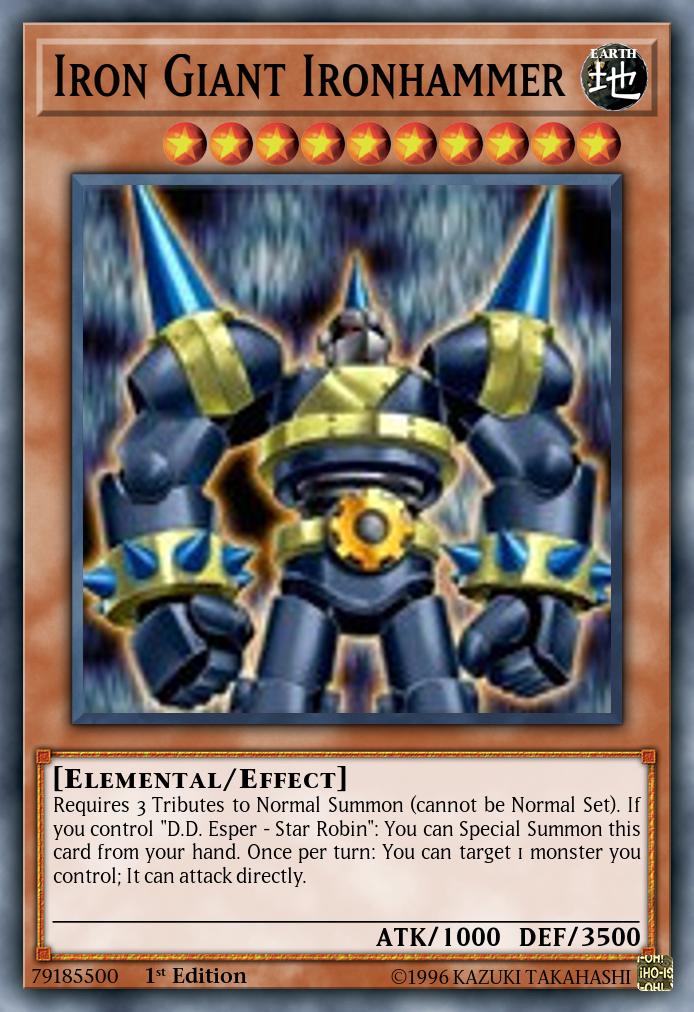 Iron Giant Ironhammer
EARTH
地
[Elemental/Effect]
Requires 3 Tributes to Normal Summon (cannot be Normal Set). If
you control "D.D. Esper - Star Robin": You can Special Summon this
card from your hand. Once per turn: You can target 1 monster you
control; It can attack directly.
ATK/1000 DEF/3500
79185500 1st Edition ©1996 KAZUKI TAKAHASHI